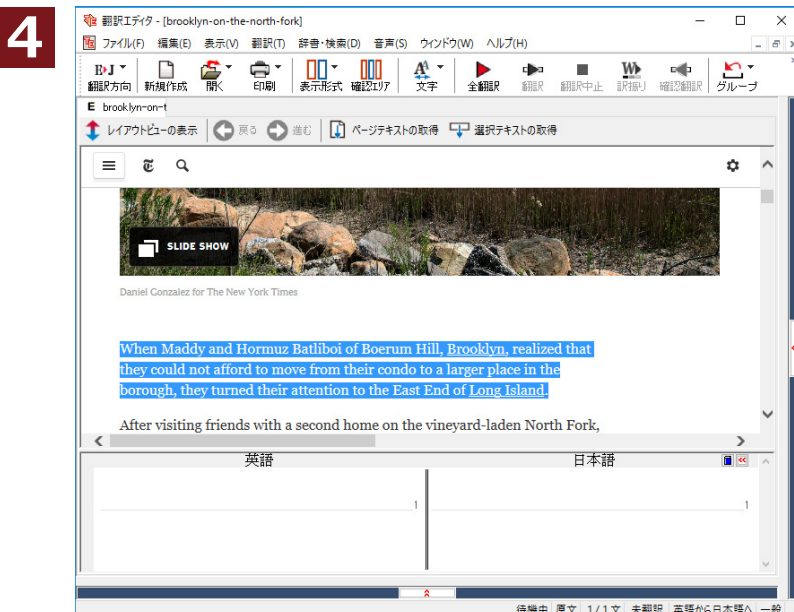 4
翻訳エディタ - [brooklyn-on-the-north-fork]
ファイル(F) 編集(E) 表示(V) 翻訳(T) 辞書・検索(D) 音声(S) ウインドウ(W) ヘルプ(H)
翻訳方向 新規作成 開く 印刷 表示形式 確認エリア 文字 全翻訳 翻訳 翻訳中止 訳振り 確認翻訳 グループ
E brooklyn-on-t
レイアウトビューの表示 戻る 進む ページテキストの取得 選択テキストの取得
SLIDE SHOW
Daniel Gonzalez for The New York Times
When Maddy and Hormuz Batliboi of Boerum Hill, Brooklyn, realized that
they could not afford to move from their condo to a larger place in the
borough, they turned their attention to the East End of Long Island.
After visiting friends with a second home on the vineyard-laden North Fork,
英語 日本語
1 1
待機中 原文 1/1文 未翻訳 英語から日本語へ 一般